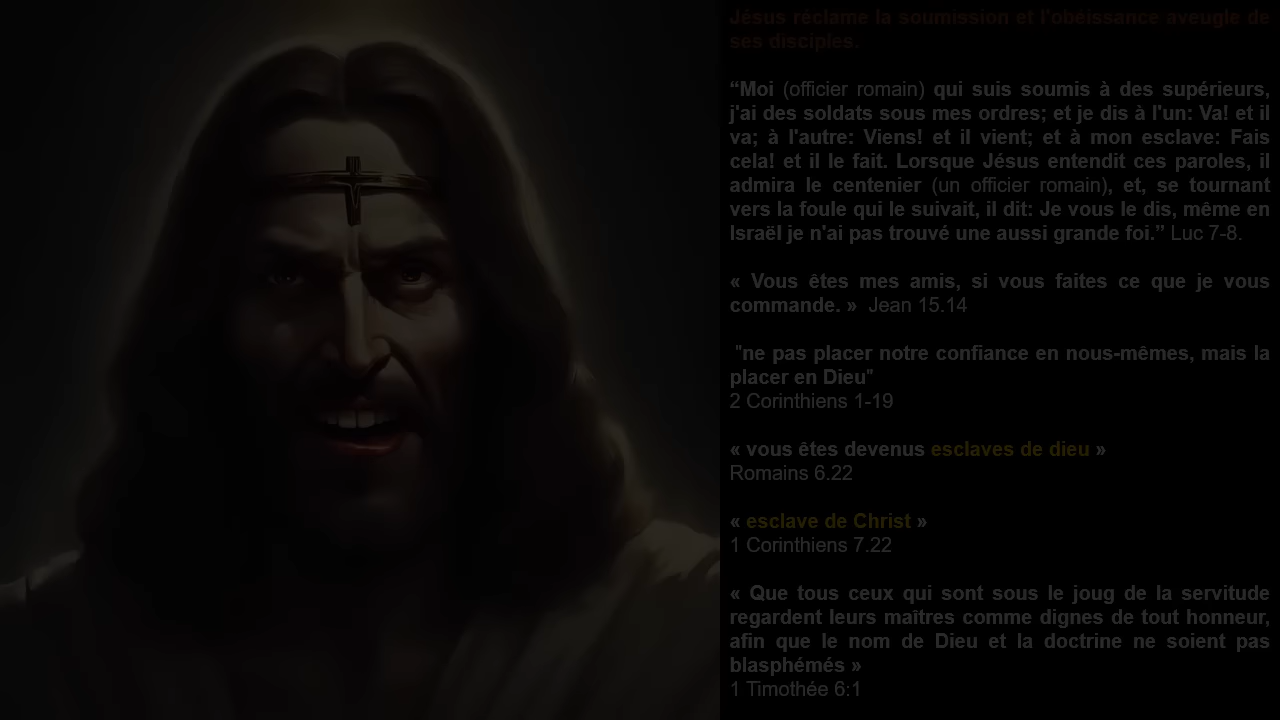 Jésus réclame la soumission et l'obéissance aveugle de
ses disciples.
“Moi (officier romain) qui suis soumis à des supérieurs,
j'ai des soldats sous mes ordres; et je dis à l'un: Va! et il
va; à l'autre: Viens! et il vient; et à mon esclave: Fais
cela! et il le fait. Lorsque Jésus entendit ces paroles, il
admira le centenier (un officier romain), et, se tournant
vers la foule qui le suivait, il dit: Je vous le dis, même en
Israël je n'ai pas trouvé une aussi grande foi.” Luc 7-8.
« Vous êtes mes amis, si vous faites ce que je vous
commande. » Jean 15.14
"ne pas placer notre confiance en nous-mêmes, mais la
placer en Dieu"
2 Corinthiens 1-19
« vous êtes devenus esclaves de dieu »
Romains 6.22
« esclave de Christ »
1 Corinthiens 7.22
« Que tous ceux qui sont sous le joug de la servitude
regardent leurs maîtres comme dignes de tout honneur,
afin que le nom de Dieu et la doctrine ne soient pas
blasphémés »
1 Timothée 6:1